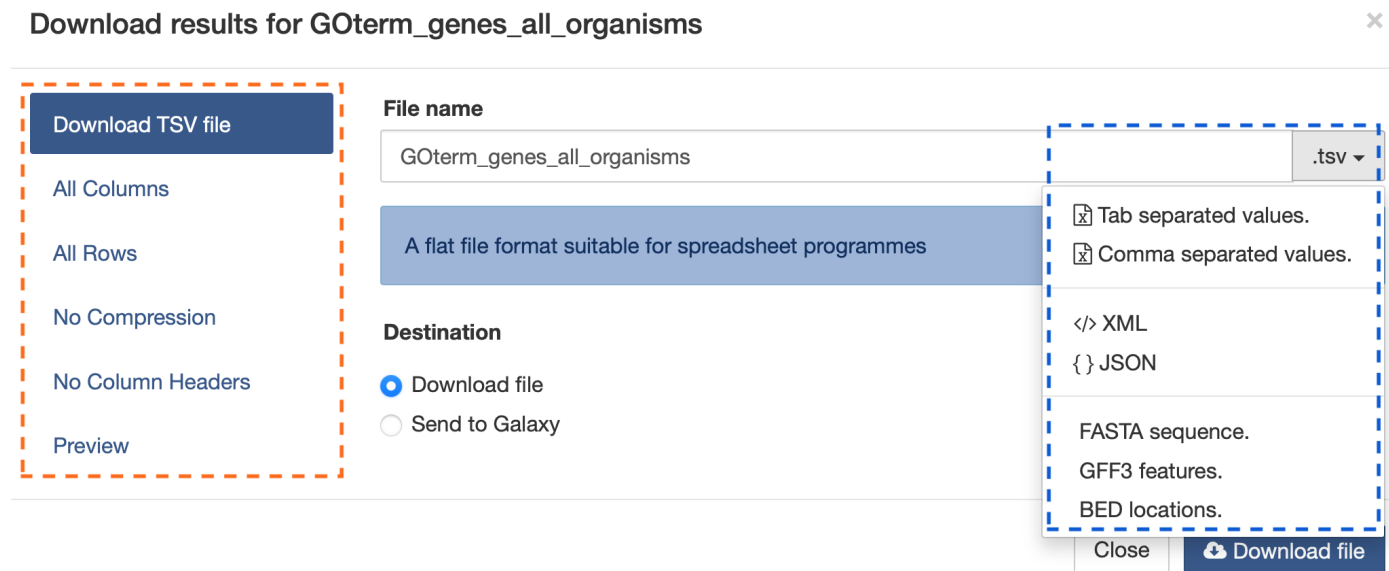 Download results for GOterm_genes_all_organisms
×
Download TSV file
All Columns
All Rows
No Compression
No Column Headers
Preview
File name
GOterm_genes_all_organisms
.tsv
A flat file format suitable for spreadsheet programmes
Destination
Download file
Send to Galaxy
Tab separated values.
Comma separated values.
</> XML
{ } JSON
FASTA sequence.
GFF3 features.
BED locations.
Close
Download file